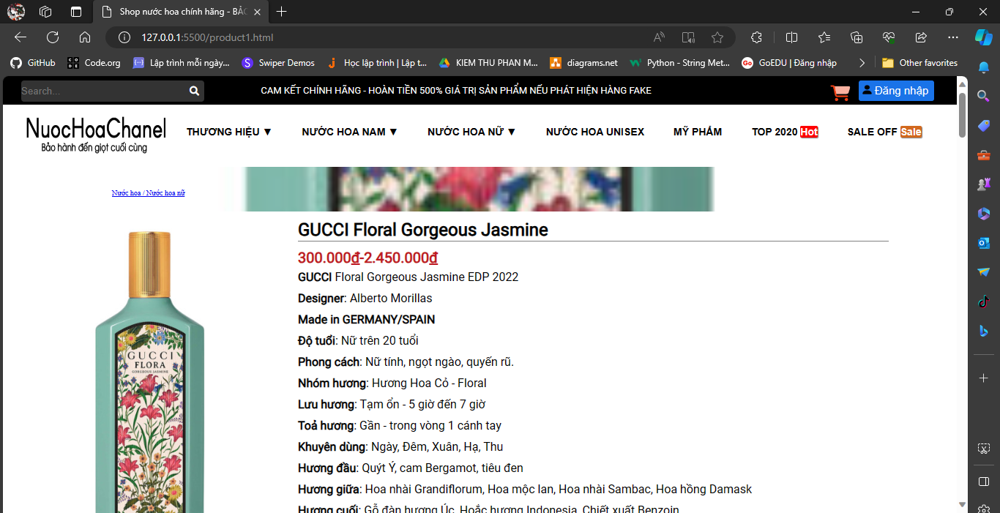 Shop nước hoa chính hãng - BẢC
127.0.0.1:5500/product1.html
GitHub
Code.org
Lập trình mỗi ngày...
Swiper Demos
Học lập trình | Lập t...
KIEM THU PHAN M...
diagrams.net
Python - String Met...
GoEDU | Đăng nhập
Other favorites
Search...
CAM KẾT CHÍNH HÃNG - HOÀN TIỀN 500% GIÁ TRỊ SẢN PHẨM NẾU PHÁT HIỆN HÀNG FAKE
Đăng nhập
NuocHoaChanel
Bảo hành đến giọt cuối cùng
THƯƠNG HIỆU ▼
NƯỚC HOA NAM ▼
NƯỚC HOA NỮ ▼
NƯỚC HOA UNISEX
MỸ PHẨM
TOP 2020 Hot
SALE OFF Sale
Nước hoa / Nước hoa nữ
GUCCI Floral Gorgeous Jasmine
300.000₫-2.450.000₫
GUCCI Floral Gorgeous Jasmine EDP 2022
Designer: Alberto Morillas
Made in GERMANY/SPAIN
Độ tuổi: Nữ trên 20 tuổi
Phong cách: Nữ tính, ngọt ngào, quyến rũ.
Nhóm hương: Hương Hoa Cỏ - Floral
Lưu hương: Tạm ổn - 5 giờ đến 7 giờ
Toả hương: Gần - trong vòng 1 cánh tay
Khuyên dùng: Ngày, Đêm, Xuân, Hạ, Thu
Hương đầu: Quýt Ý, cam Bergamot, tiêu đen
Hương giữa: Hoa nhài Grandiflorum, Hoa mộc lan, Hoa nhài Sambac, Hoa hồng Damask
Hương cuối: Gỗ đàn hương Úc, Hoắc hương Indonesia, Chiết xuất Benzoin
GUCCI
FLORA
GORGEOUS JASMINE